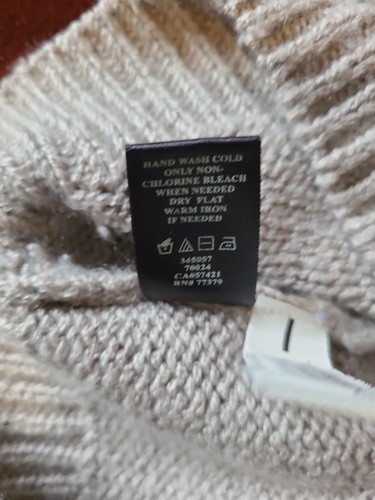 HAND WASH COLD
ONLY NON-
CHLORINE BLEACH
WHEN NEEDED
DRY FLAT
WARM IRON
IF NEEDED
345057
70024
CA#57421
RN# 77379